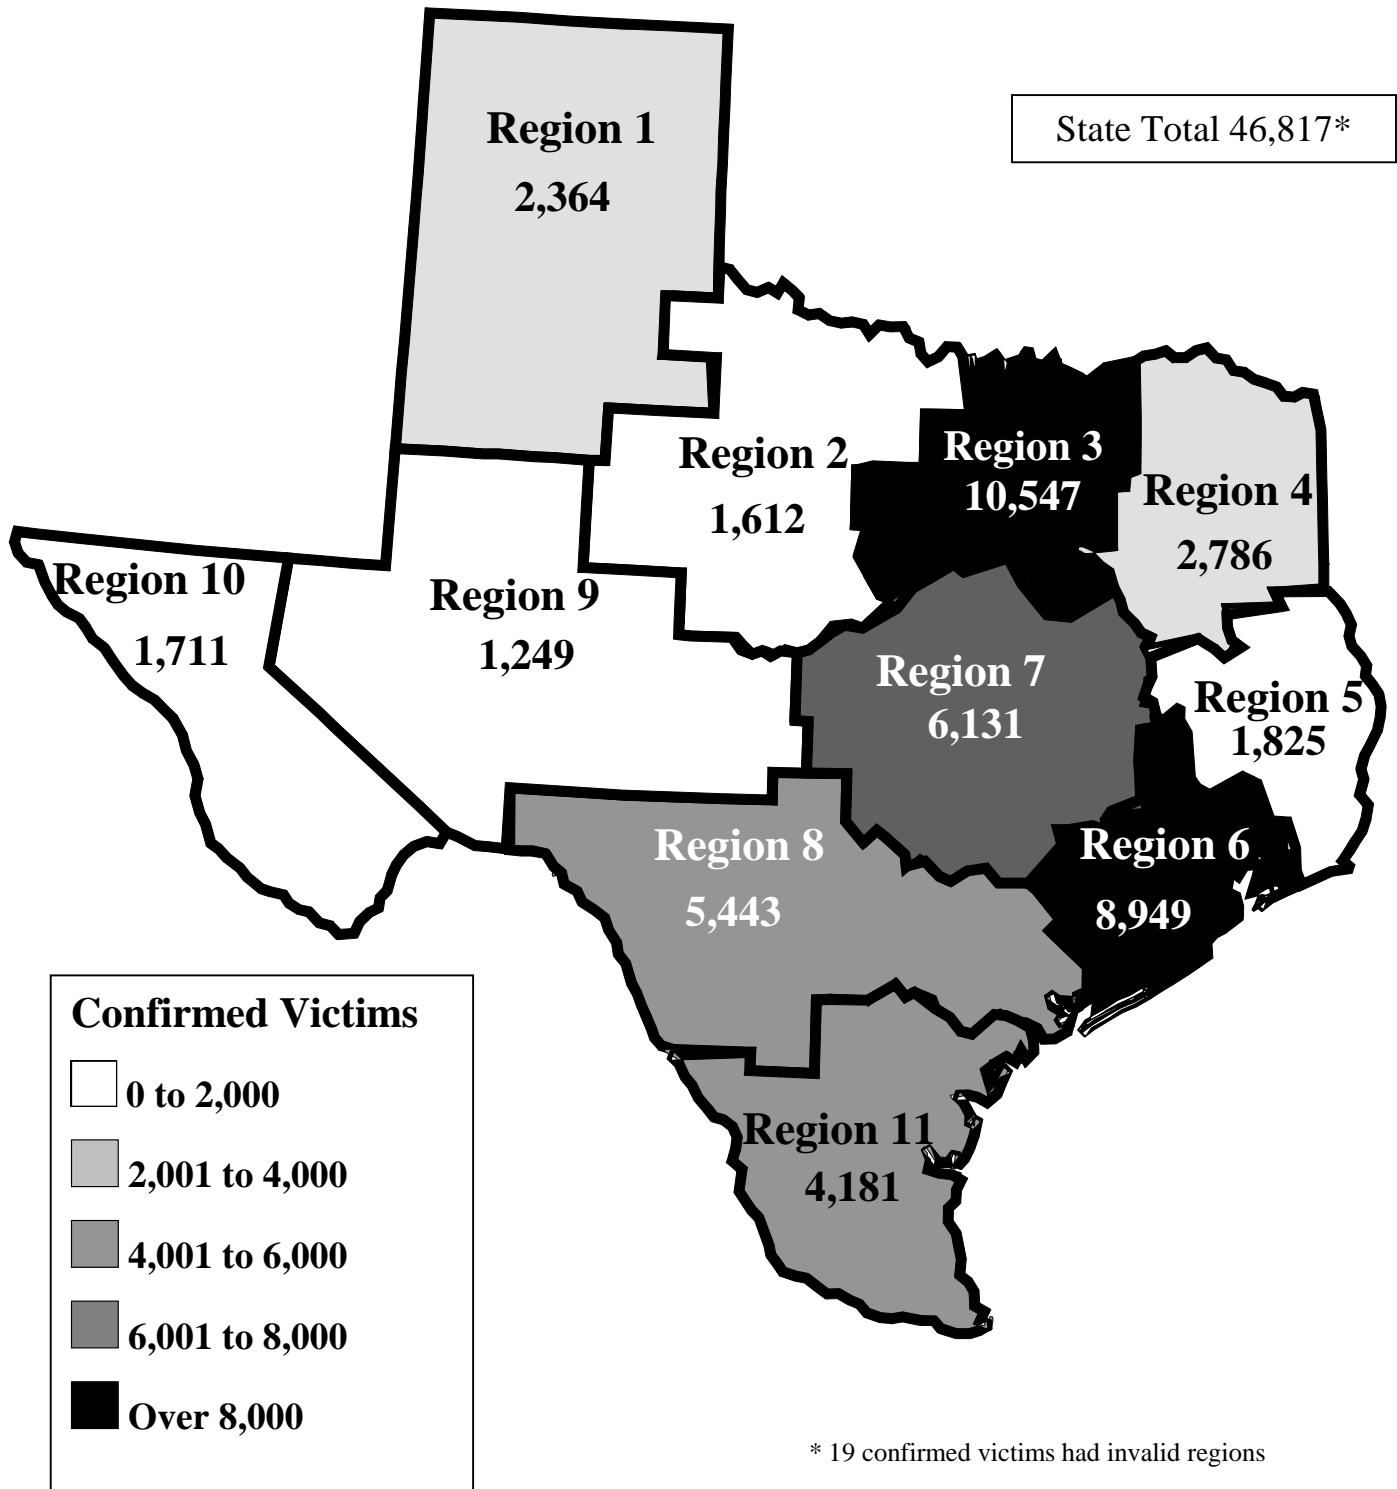 Region 1
2,364
State Total 46,817*
Region 2
1,612
Region 3
10,547
Region 4
2,786
Region 10
1,711
Region 9
1,249
Region 7
6,131
Region 5
1,825
Region 8
5,443
Region 6
8,949
Region 11
4,181
Confirmed Victims
0 to 2,000
2,001 to 4,000
4,001 to 6,000
6,001 to 8,000
Over 8,000
* 19 confirmed victims had invalid regions